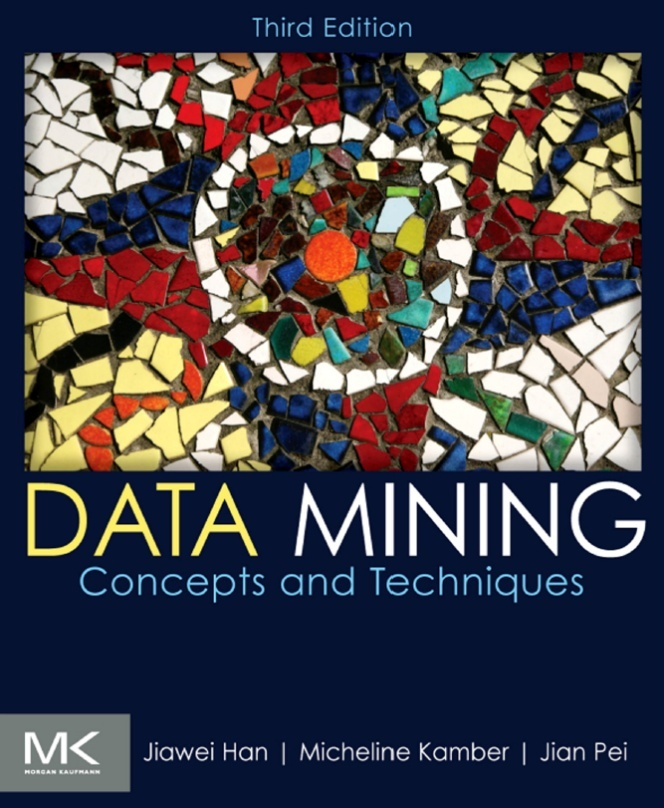 Third Edition
DATA MINING
Concepts and Techniques
MK
MORGAN KAUFMANN
Jiawei Han | Micheline Kamber | Jian Pei